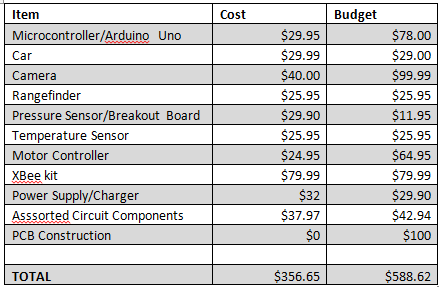 Item Cost Budget
Microcontroller/Arduino Uno $29.95 $78.00
Car $29.99 $29.00
Camera $40.00 $99.99
Rangefinder $25.95 $25.95
Pressure Sensor/Breakout Board $29.90 $11.95
Temperature Sensor $25.95 $25.95
Motor Controller $24.95 $64.95
XBee kit $79.99 $79.99
Power Supply/Charger $32 $29.90
Asssorted Circuit Components $37.97 $42.94
PCB Construction $0 $100
TOTAL $356.65 $588.62